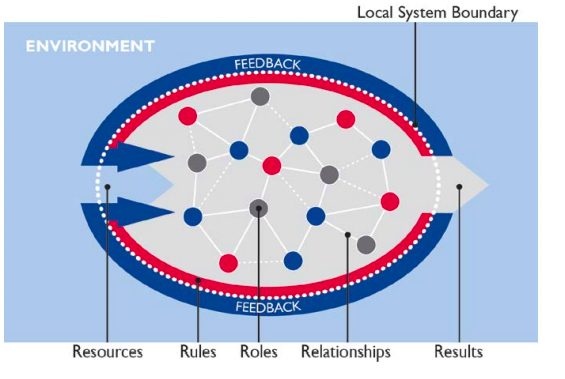 Local System Boundary
ENVIRONMENT
FEEDBACK
FEEDBACK
Resources
Rules
Roles
Relationships
Results